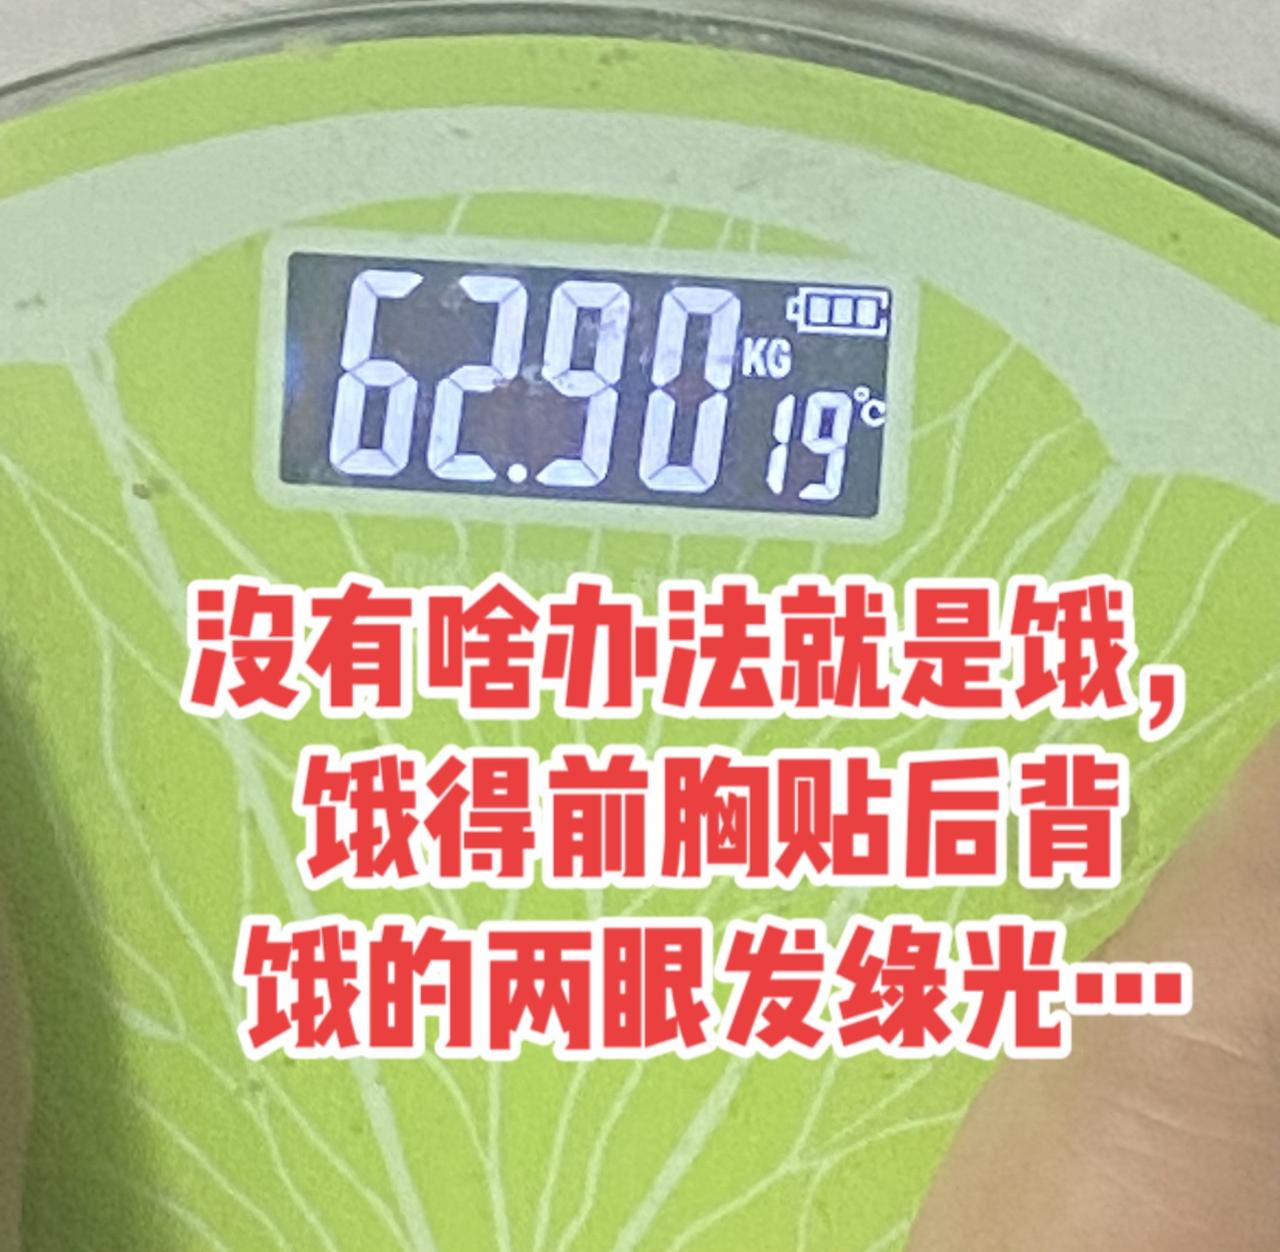 62.90 KG
19℃
没有啥办法就是饿，
饿得前胸贴后背
饿的两眼发绿光…